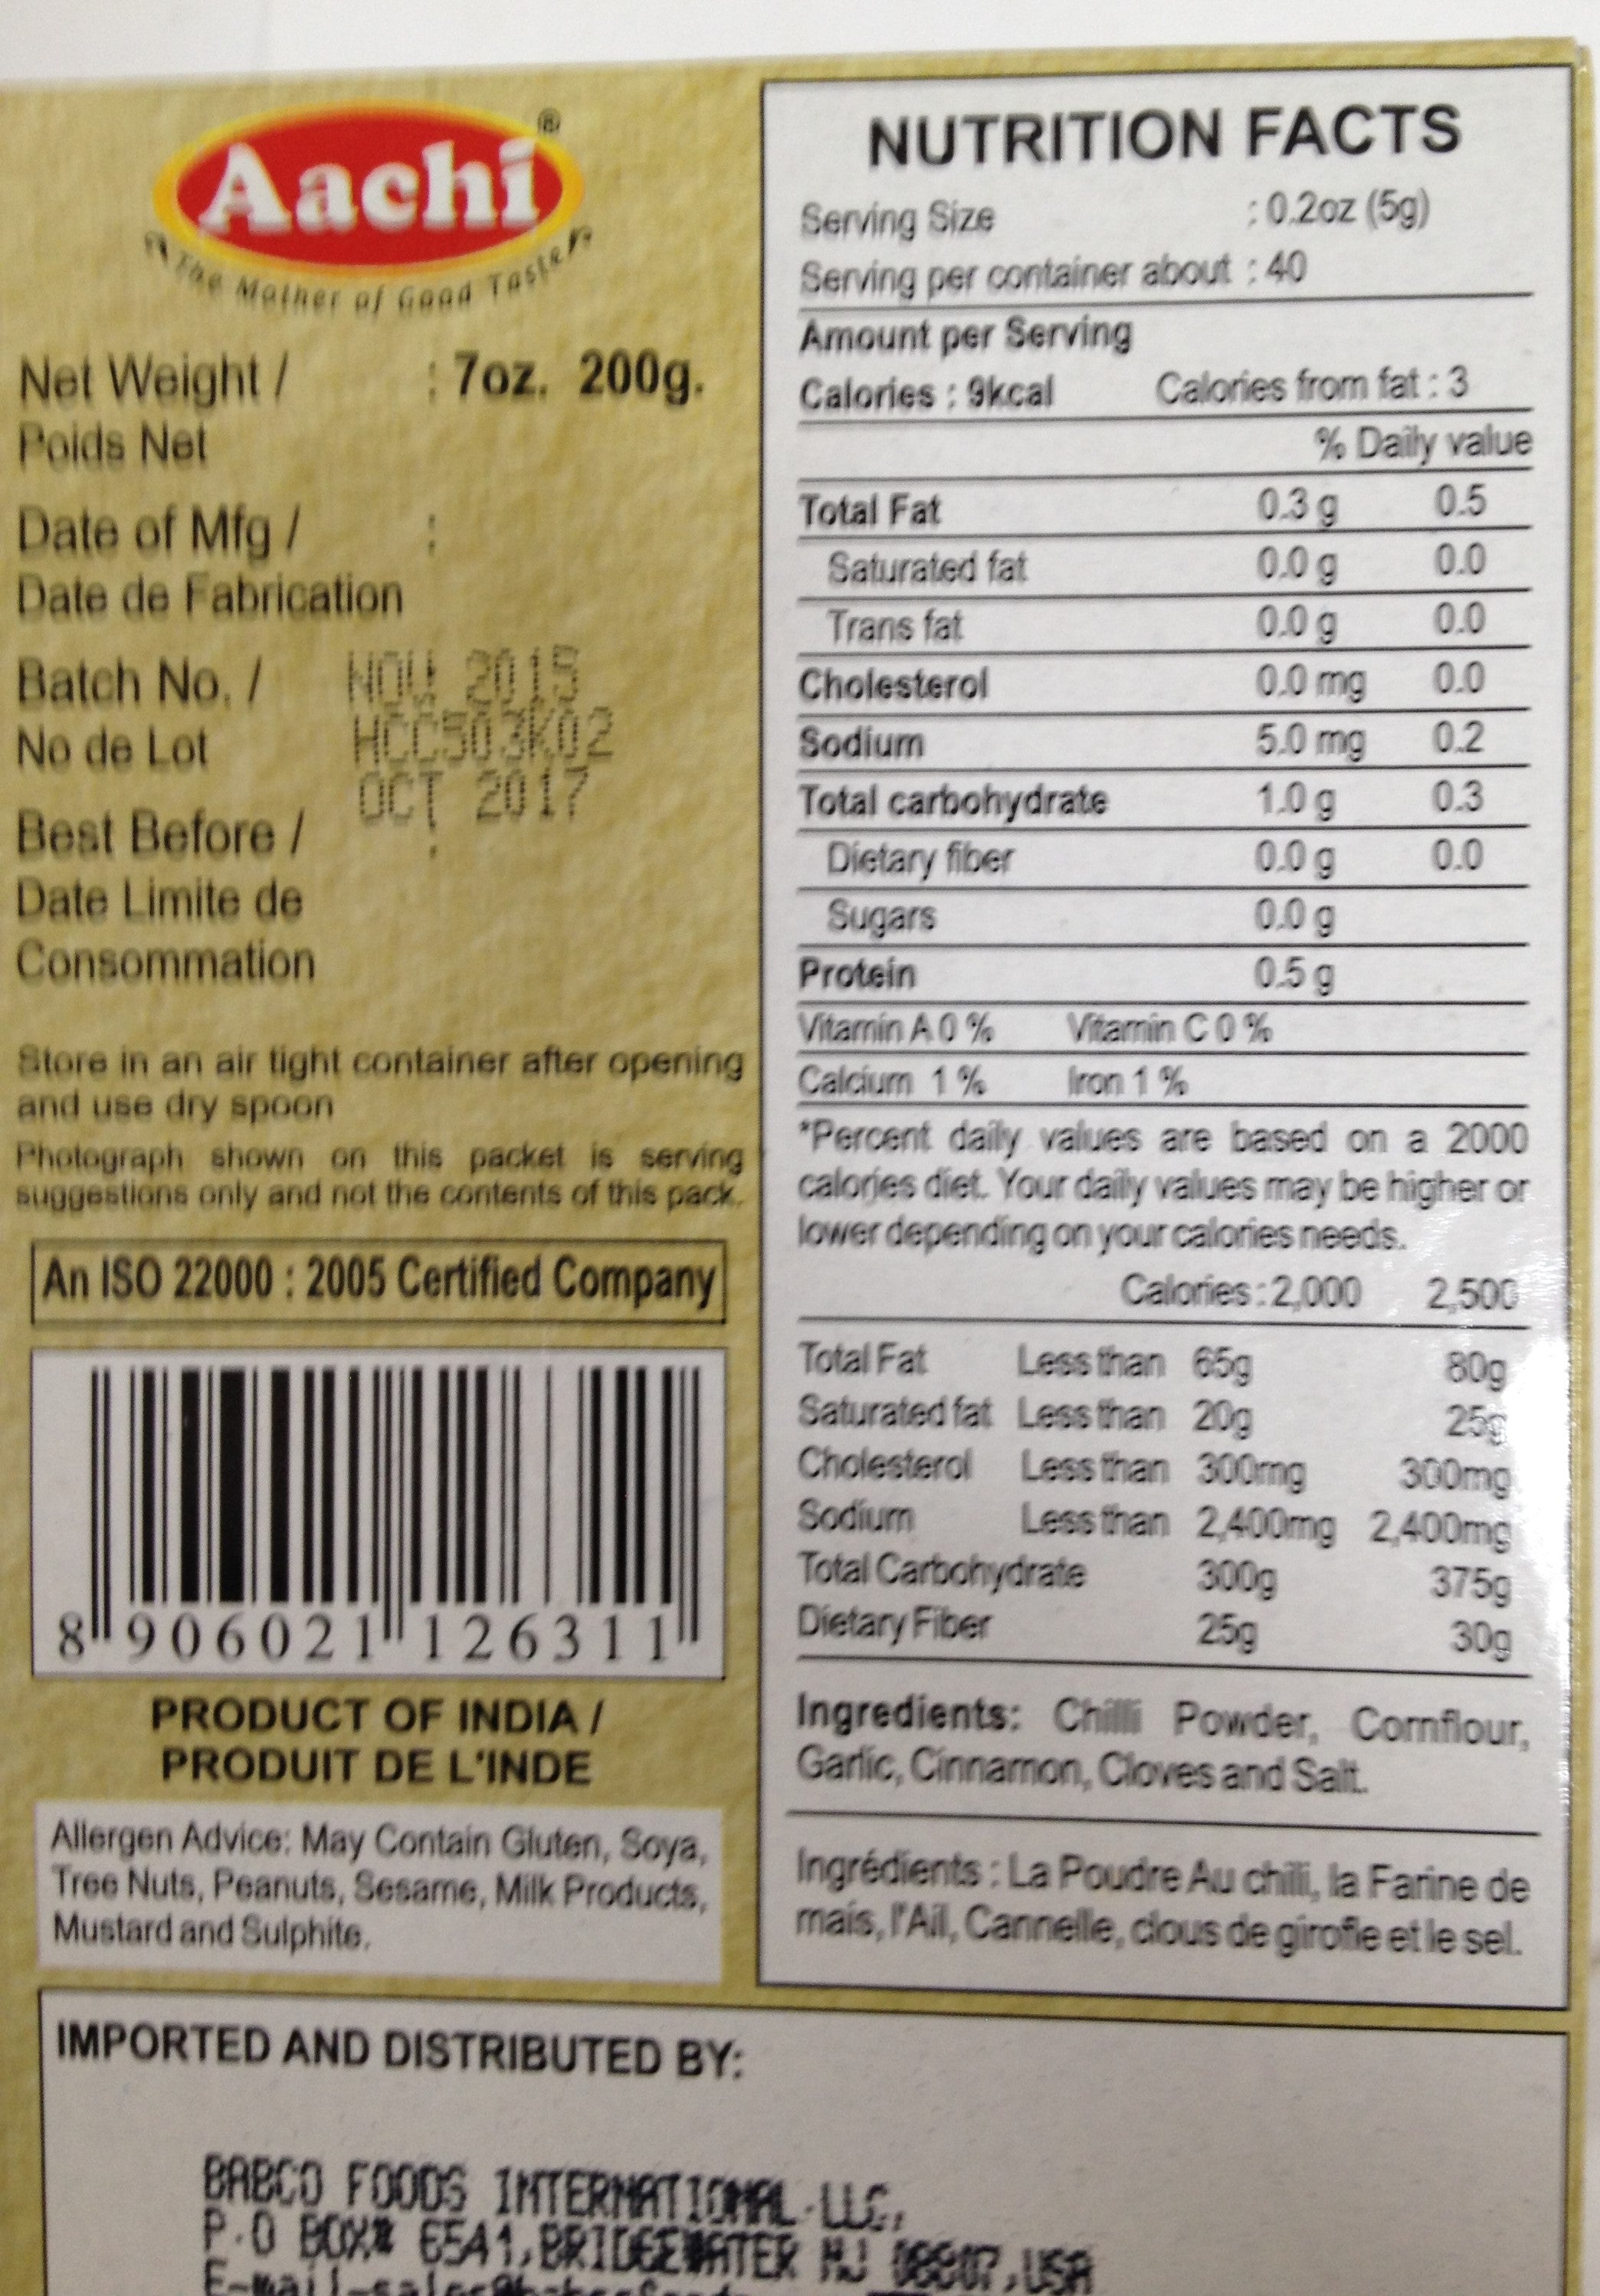 Aachi®
The Mother of Good Taste
Net Weight / : 7oz. 200g.
Poids Net
Date of Mfg / :
Date de Fabrication
Batch No. / NOV 2015
No de Lot HCC503K02
OCT 2017
Best Before / :
Date Limite de
Consommation
Store in an air tight container after opening
and use dry spoon
Photograph shown on this packet is serving
suggestions only and not the contents of this pack.
An ISO 22000 : 2005 Certified Company
8 906021 126311
PRODUCT OF INDIA /
PRODUIT DE L'INDE
Allergen Advice: May Contain Gluten, Soya,
Tree Nuts, Peanuts, Sesame, Milk Products,
Mustard and Sulphite.
NUTRITION FACTS
Serving Size : 0.2oz (5g)
Serving per container about : 40
Amount per Serving
Calories : 9kcal Calories from fat : 3
% Daily value
Total Fat 0.3 g 0.5
Saturated fat 0.0 g 0.0
Trans fat 0.0 g 0.0
Cholesterol 0.0 mg 0.0
Sodium 5.0 mg 0.2
Total carbohydrate 1.0 g 0.3
Dietary fiber 0.0 g 0.0
Sugars 0.0 g
Protein 0.5 g
Vitamin A 0 % Vitamin C 0 %
Calcium 1 % Iron 1 %
*Percent daily values are based on a 2000
calories diet. Your daily values may be higher or
lower depending on your calories needs.
Calories : 2,000 2,500
Total Fat Less than 65g 80g
Saturated fat Less than 20g 25g
Cholesterol Less than 300mg 300mg
Sodium Less than 2,400mg 2,400mg
Total Carbohydrate 300g 375g
Dietary Fiber 25g 30g
Ingredients: Chilli Powder, Cornflour,
Garlic, Cinnamon, Cloves and Salt.
Ingrédients : La Poudre Au chilli, la Farine de
mais, l'Ail, Cannelle, clous de girofle et le sel.
IMPORTED AND DISTRIBUTED BY:
BABCO FOODS INTERNATIONAL LLC,
P.O BOX# 6541, BRIDGEWATER NJ 08807, USA